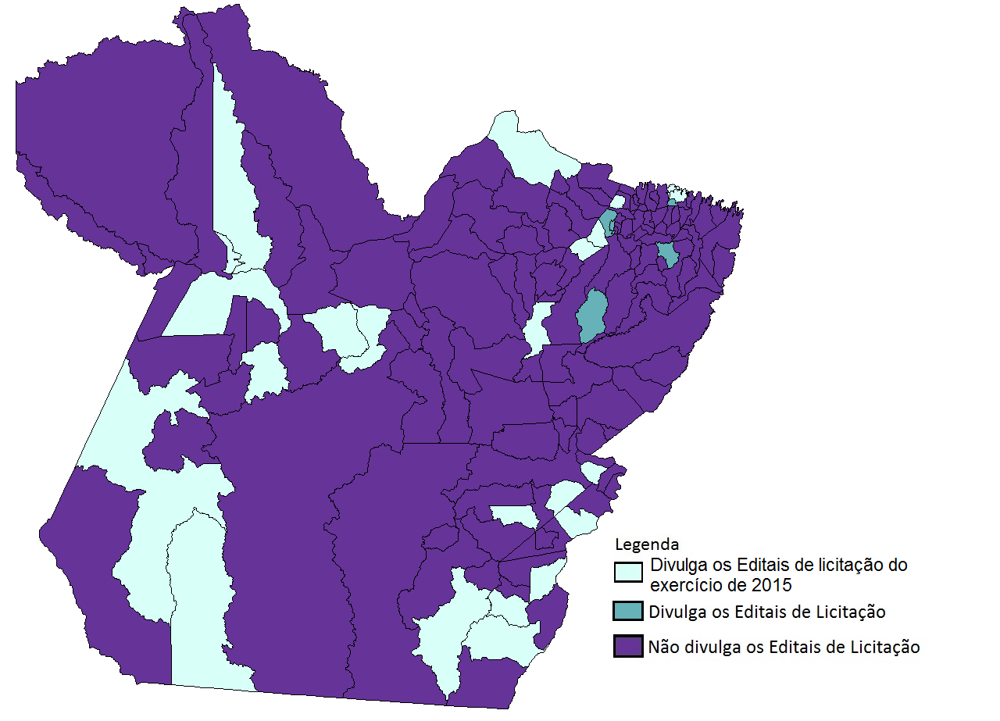 Legenda
Divulga os Editais de licitação do
exercício de 2015
Divulga os Editais de Licitação
Não divulga os Editais de Licitação